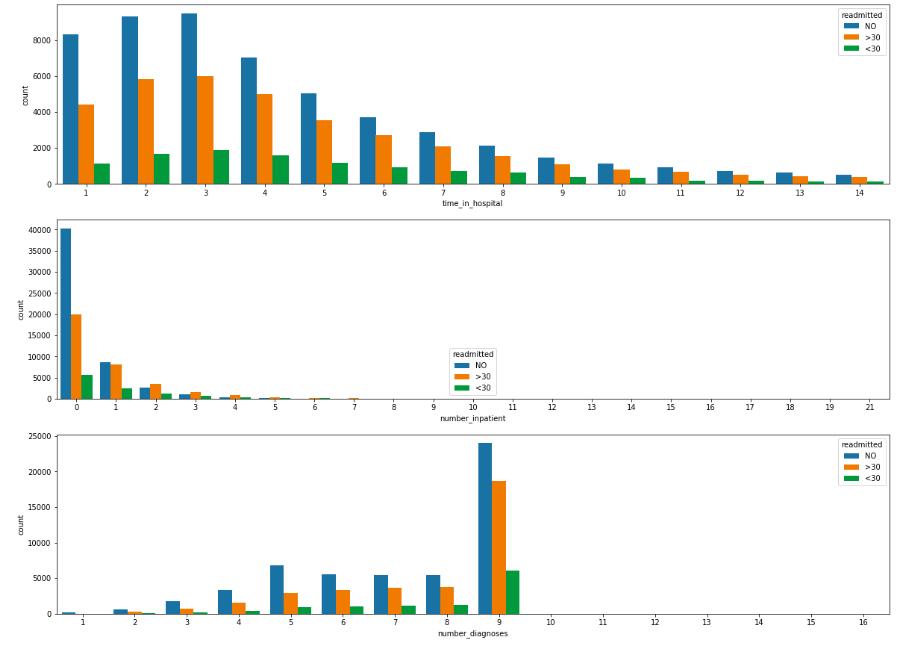 readmitted
NO
>30
<30
8000
6000
4000
2000
0
count
1 2 3 4 5 6 7 8 9 10 11 12 13 14
time_in_hospital
40000
35000
30000
25000
20000
15000
10000
5000
0
count
readmitted
NO
>30
<30
0 1 2 3 4 5 6 7 8 9 10 11 12 13 14 15 16 17 18 19 21
number_inpatient
25000
20000
15000
10000
5000
0
count
readmitted
NO
>30
<30
1 2 3 4 5 6 7 8 9 10 11 12 13 14 15 16
number_diagnoses